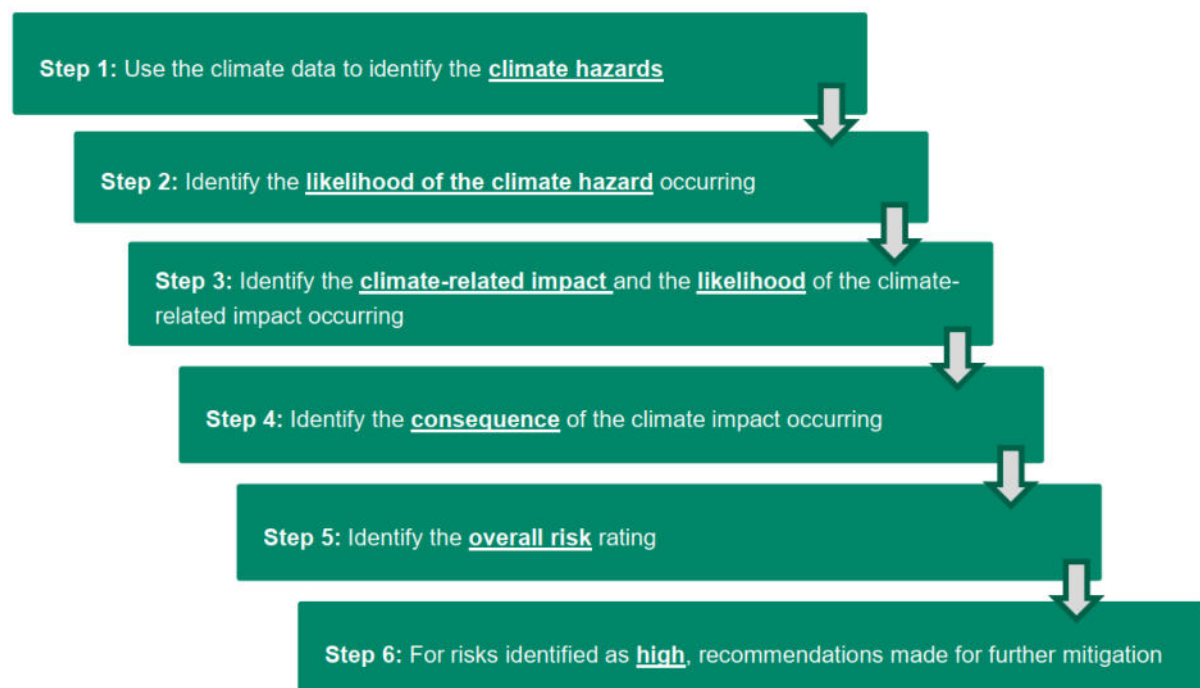 Step 1: Use the climate data to identify the climate hazards
Step 2: Identify the likelihood of the climate hazard occurring
Step 3: Identify the climate-related impact and the likelihood of the climate-
related impact occurring
Step 4: Identify the consequence of the climate impact occurring
Step 5: Identify the overall risk rating
Step 6: For risks identified as high, recommendations made for further mitigation